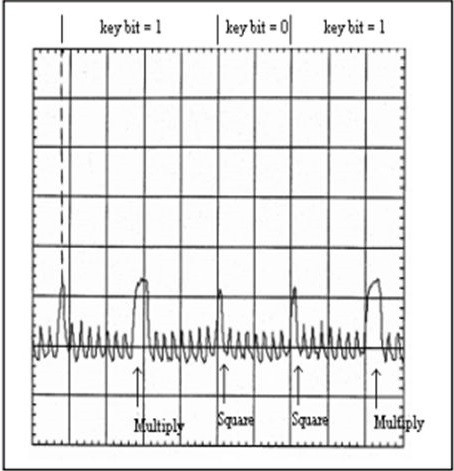 key bit = 1 key bit = 0 key bit = 1
Multiply Square Square Multiply